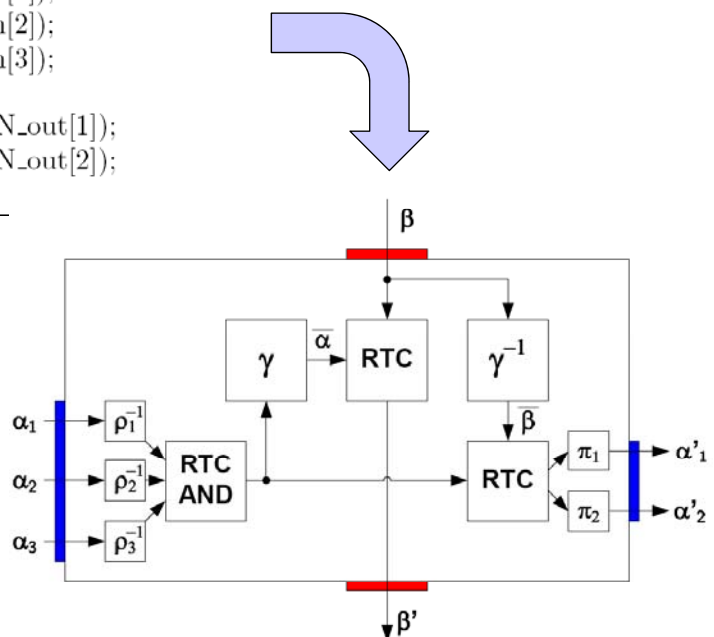 n[2]);
n[3]);
N_out[1]);
N_out[2]);
β
γ
α̅
RTC
γ⁻¹
β̅
α₁
ρ₁⁻¹
α₂
ρ₂⁻¹
α₃
ρ₃⁻¹
RTC
AND
RTC
π₁
α'₁
π₂
α'₂
β'